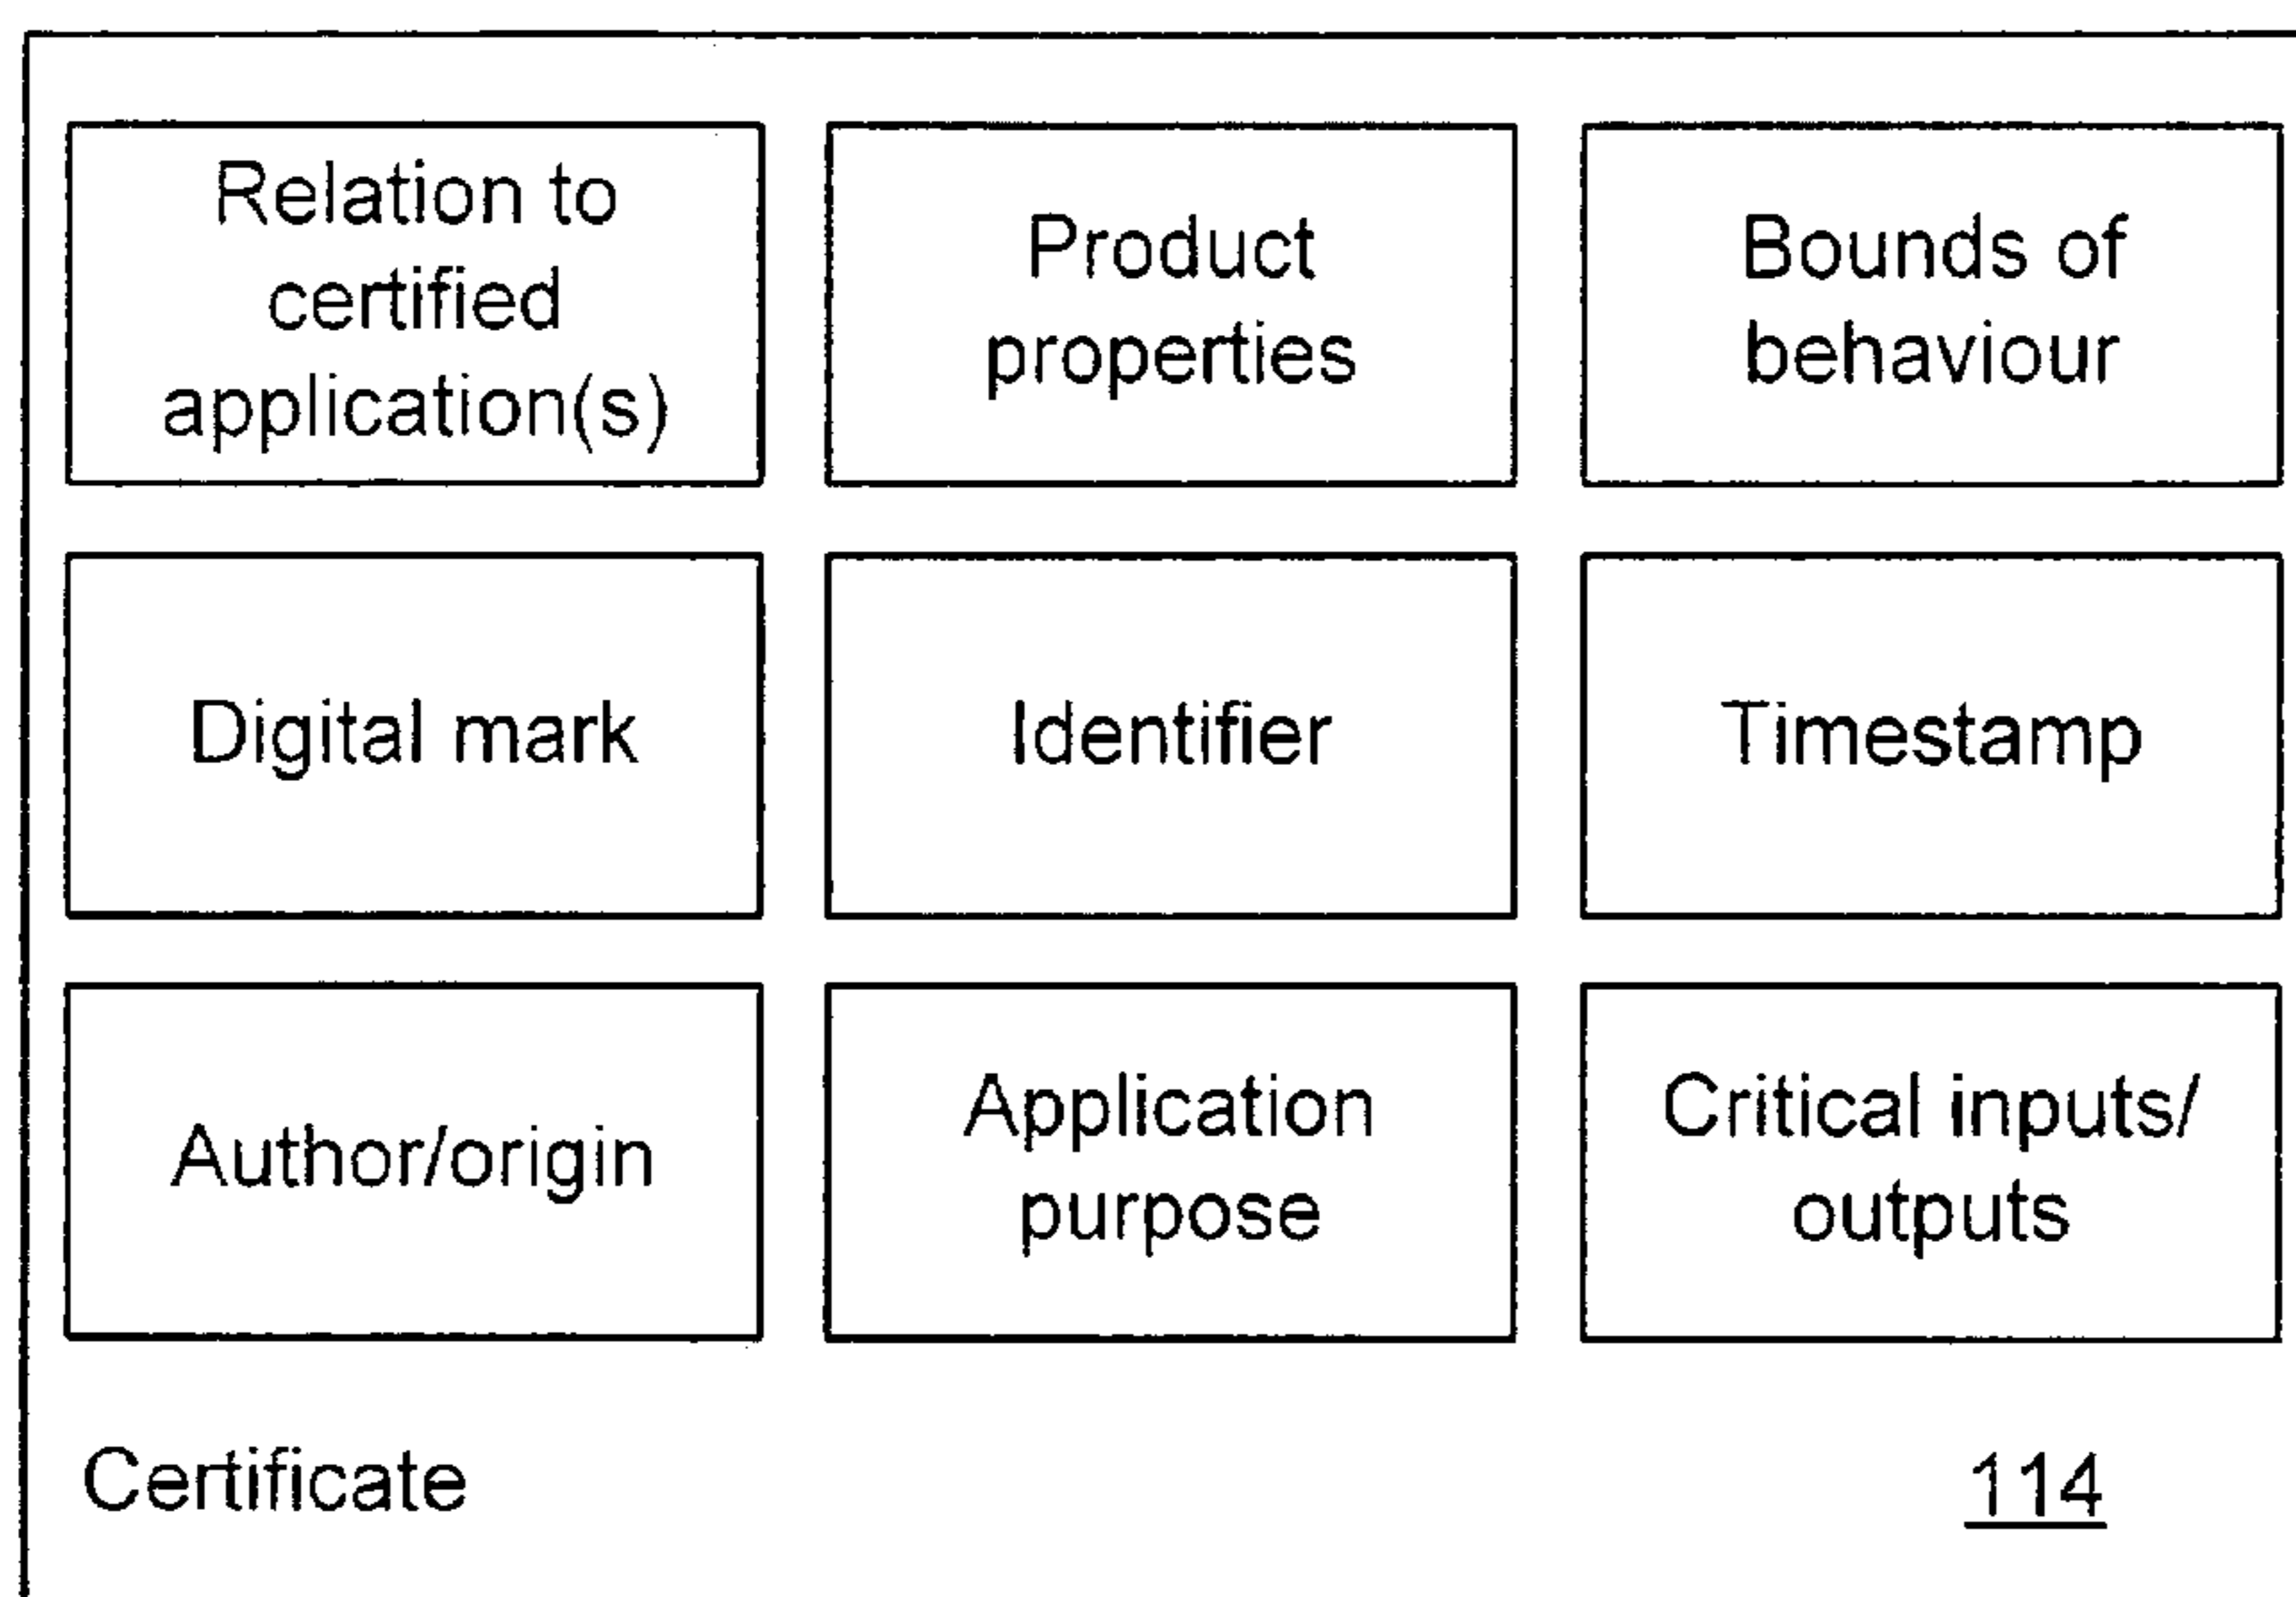 Relation to
certified
application(s)
Product
properties
Bounds of
behaviour
Digital mark
Identifier
Timestamp
Author/origin
Application
purpose
Critical inputs/
outputs
Certificate
114